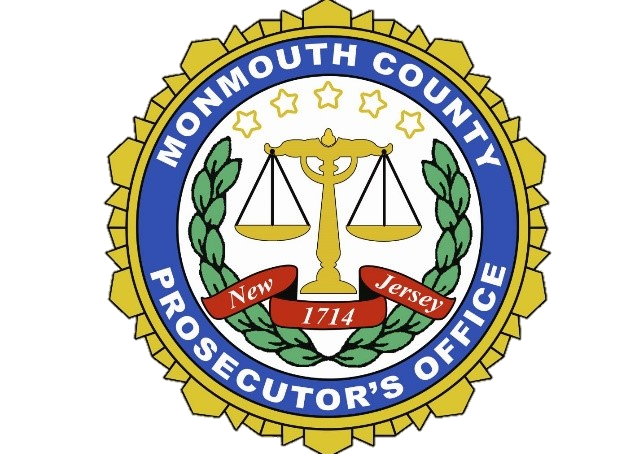 MONMOUTH COUNTY
New
1714
Jersey
PROSECUTOR'S OFFICE